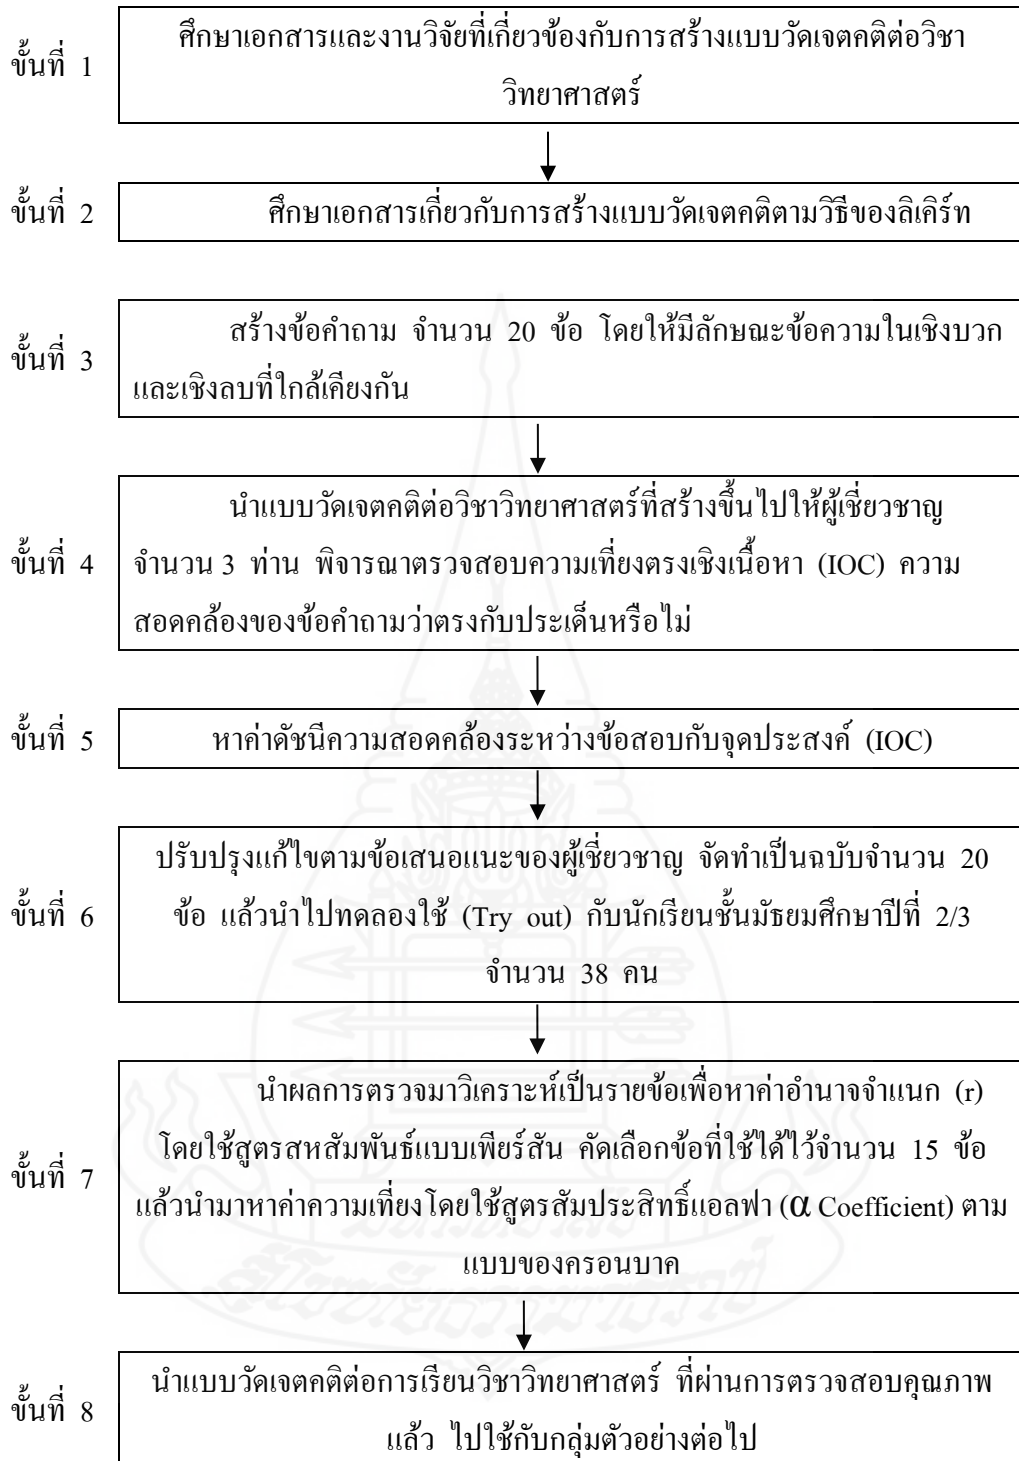 ศึกษาเอกสารและงานวิจัยที่เกี่ยวข้องกับการสร้างแบบวัดเจตคติต่อวิชา
ขั้นที่ 1
วิทยาศาสตร์
ขั้นที่ 2 ศึกษาเอกสารเกี่ยวกับการสร้างแบบวัดเจตคติตามวิธีของลิเคิร์ท
สร้างข้อคำถาม จำนวน 20 ข้อ โดยให้มีลักษณะข้อความในเชิงบวก
ขั้นที่ 3
และเชิงลบที่ใกล้เคียงกัน
นำแบบวัดเจตคติต่อวิชาวิทยาศาสตร์ที่สร้างขึ้นไปให้ผู้เชี่ยวชาญ
ขั้นที่ 4 จำนวน 3 ท่าน พิจารณาตรวจสอบความเที่ยงตรงเชิงเนื้อหา (IOC) ความ
สอดคล้องของข้อคำถามว่าตรงกับประเด็นหรือไม่
ขั้นที่ 5 หาค่าดัชนีความสอดคล้องระหว่างข้อสอบกับจุดประสงค์ (IOC)
ปรับปรุงแก้ไขตามข้อเสนอแนะของผู้เชี่ยวชาญ จัดทำเป็นฉบับจำนวน 20
ขั้นที่ 6 ข้อ แล้วนำไปทดลองใช้ (Try out) กับนักเรียนชั้นมัธยมศึกษาปีที่ 2/3
จำนวน 38 คน
นำผลการตรวจมาวิเคราะห์เป็นรายข้อเพื่อหาค่าอำนาจจำแนก (r)
โดยใช้สูตรสหสัมพันธ์แบบเพียร์สัน คัดเลือกข้อที่ใช้ได้ไว้จำนวน 15 ข้อ
ขั้นที่ 7
แล้วนำมาหาค่าความเที่ยงโดยใช้สูตรสัมประสิทธิ์แอลฟา (α Coefficient) ตาม
แบบของครอนบาค
นำแบบวัดเจตคติต่อการเรียนวิชาวิทยาศาสตร์ ที่ผ่านการตรวจสอบคุณภาพ
ขั้นที่ 8
แล้ว ไปใช้กับกลุ่มตัวอย่างต่อไป
มหาวิทยาลัย
สุโขทัยธรรมาธิราช